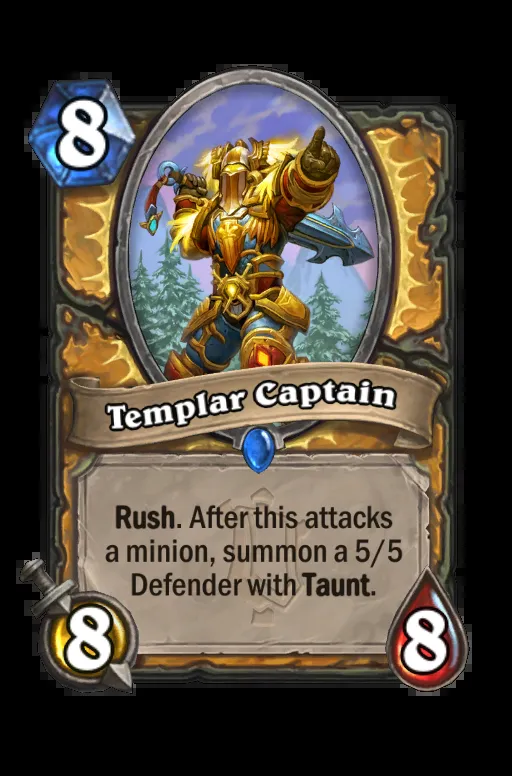 8
Templar Captain
Rush. After this attacks
a minion, summon a 5/5
Defender with Taunt.
8
8